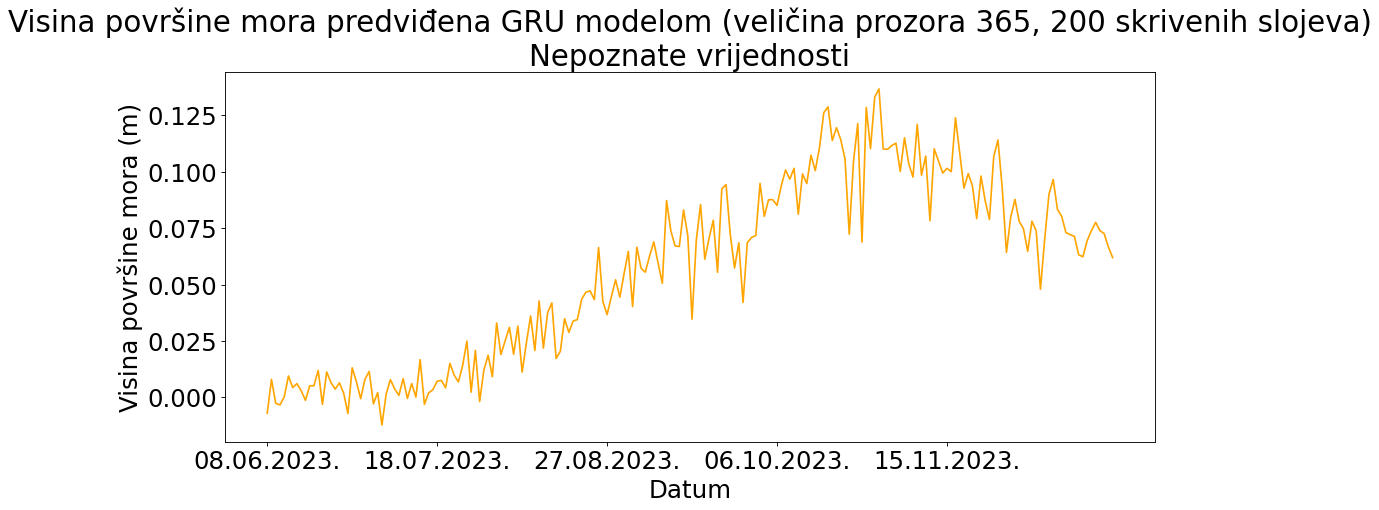 Visina površine mora predviđena GRU modelom (veličina prozora 365, 200 skrivenih slojeva)
Nepoznate vrijednosti
Visina površine mora (m)
0.125
0.100
0.075
0.050
0.025
0.000
08.06.2023. 18.07.2023. 27.08.2023. 06.10.2023. 15.11.2023.
Datum